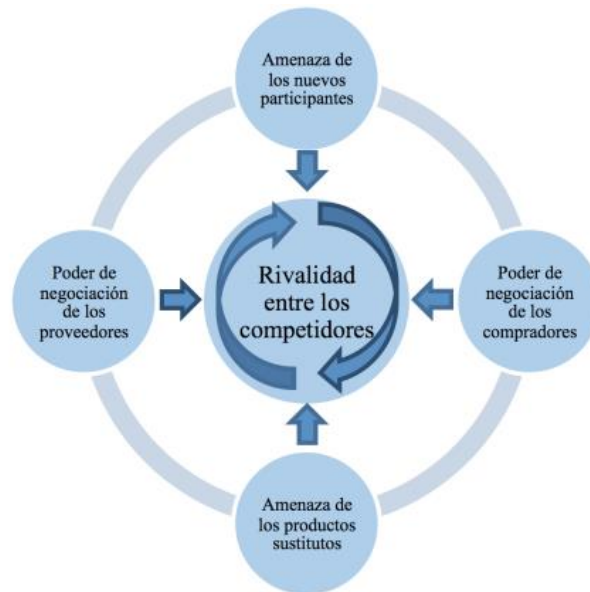 Amenaza de
los nuevos
participantes
Poder de
negociación
de los
proveedores
Rivalidad
entre los
competidores
Poder de
negociación
de los
compradores
Amenaza de
los productos
sustitutos